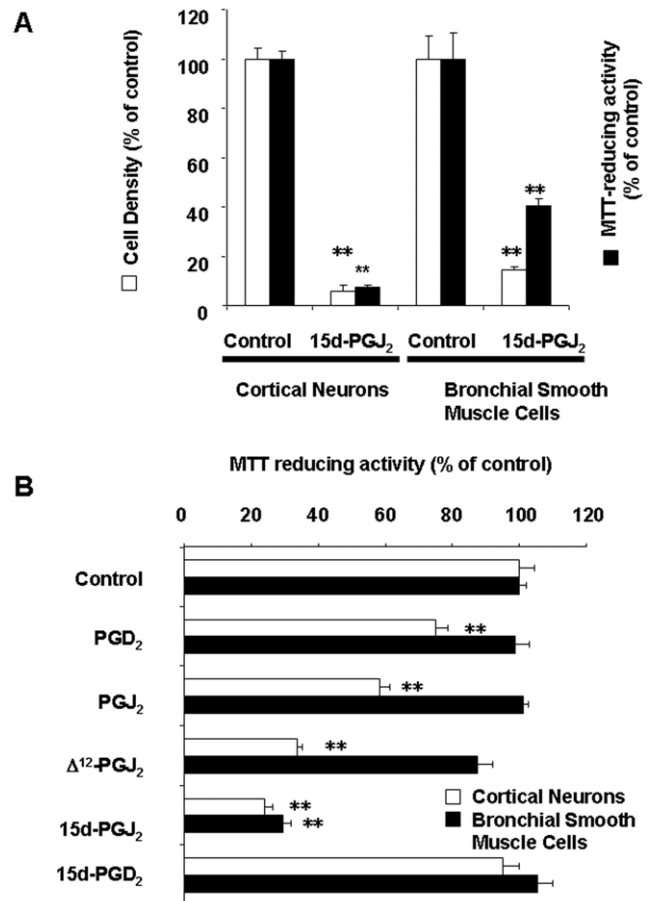 A
Cell Density (% of control)
120
100
80
60
40
20
0
** ** ** **
MTT-reducing activity
(% of control)
Control 15d-PGJ2 Control 15d-PGJ2
Cortical Neurons
Bronchial Smooth
Muscle Cells
MTT reducing activity (% of control)
B
0 20 40 60 80 100 120
Control
PGD2 **
PGJ2 **
Δ12-PGJ2 **
15d-PGJ2 **
**
15d-PGD2
Cortical Neurons
Bronchial Smooth
Muscle Cells